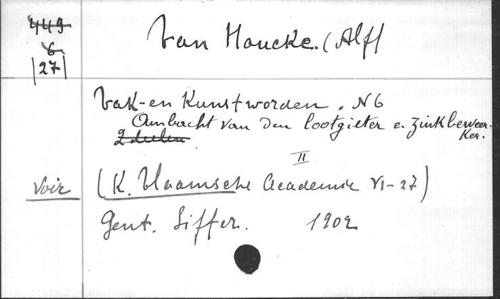 449
6
27
Van Houcke (Alf)
Vak-en Kunstworden. N6
Ambacht van den lootgieter e. zinkbewer-
ker.
2 deelen
II
voir
(K. Vlaamsche Academie VI-27)
Gent. Siffer. 1902